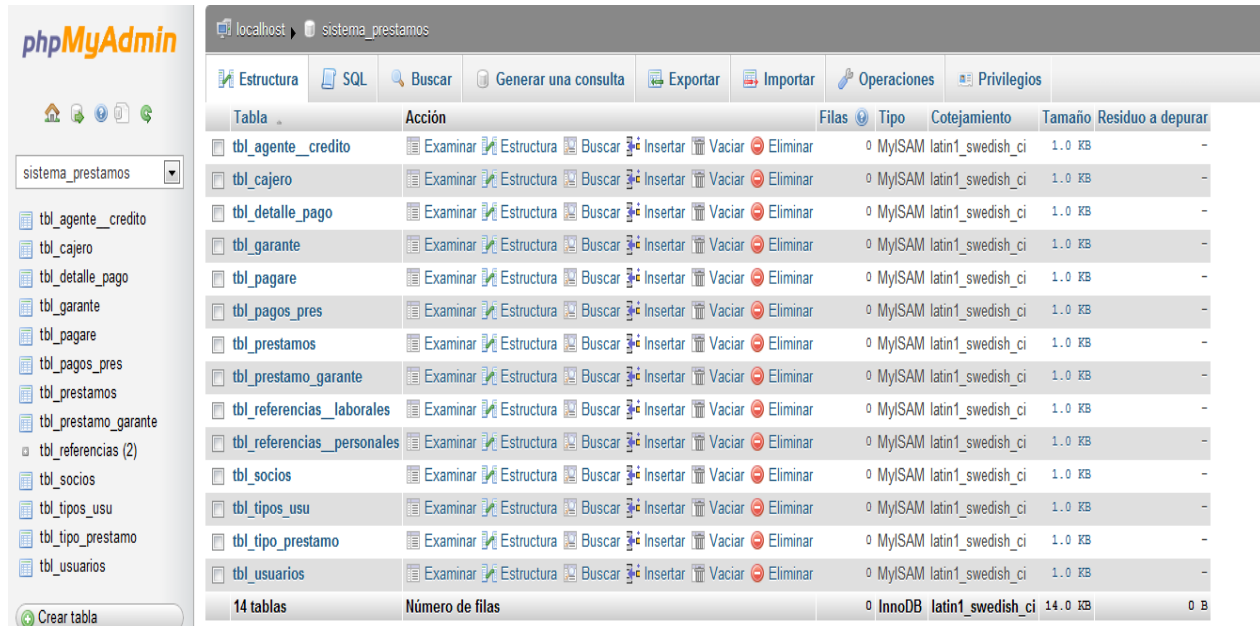 phpMyAdmin
sistema_prestamos
tbl_agente__credito
tbl_cajero
tbl_detalle_pago
tbl_garante
tbl_pagare
tbl_pagos_pres
tbl_prestamos
tbl_prestamo_garante
tbl_referencias (2)
tbl_socios
tbl_tipos_usu
tbl_tipo_prestamo
tbl_usuarios
Crear tabla
localhost sistema_prestamos
Estructura SQL Buscar Generar una consulta Exportar Importar Operaciones Privilegios
Tabla Acción Filas Tipo Cotejamiento Tamaño Residuo a depurar
tbl_agente__credito Examinar Estructura Buscar Insertar Vaciar Eliminar 0 MyISAM latin1_swedish_ci 1.0 KB -
tbl_cajero Examinar Estructura Buscar Insertar Vaciar Eliminar 0 MyISAM latin1_swedish_ci 1.0 KB -
tbl_detalle_pago Examinar Estructura Buscar Insertar Vaciar Eliminar 0 MyISAM latin1_swedish_ci 1.0 KB -
tbl_garante Examinar Estructura Buscar Insertar Vaciar Eliminar 0 MyISAM latin1_swedish_ci 1.0 KB -
tbl_pagare Examinar Estructura Buscar Insertar Vaciar Eliminar 0 MyISAM latin1_swedish_ci 1.0 KB -
tbl_pagos_pres Examinar Estructura Buscar Insertar Vaciar Eliminar 0 MyISAM latin1_swedish_ci 1.0 KB -
tbl_prestamos Examinar Estructura Buscar Insertar Vaciar Eliminar 0 MyISAM latin1_swedish_ci 1.0 KB -
tbl_prestamo_garante Examinar Estructura Buscar Insertar Vaciar Eliminar 0 MyISAM latin1_swedish_ci 1.0 KB -
tbl_referencias__laborales Examinar Estructura Buscar Insertar Vaciar Eliminar 0 MyISAM latin1_swedish_ci 1.0 KB -
tbl_referencias__personales Examinar Estructura Buscar Insertar Vaciar Eliminar 0 MyISAM latin1_swedish_ci 1.0 KB -
tbl_socios Examinar Estructura Buscar Insertar Vaciar Eliminar 0 MyISAM latin1_swedish_ci 1.0 KB -
tbl_tipos_usu Examinar Estructura Buscar Insertar Vaciar Eliminar 0 MyISAM latin1_swedish_ci 1.0 KB -
tbl_tipo_prestamo Examinar Estructura Buscar Insertar Vaciar Eliminar 0 MyISAM latin1_swedish_ci 1.0 KB -
tbl_usuarios Examinar Estructura Buscar Insertar Vaciar Eliminar 0 MyISAM latin1_swedish_ci 1.0 KB -
14 tablas Número de filas 0 InnoDB latin1_swedish_ci 14.0 KB 0 B